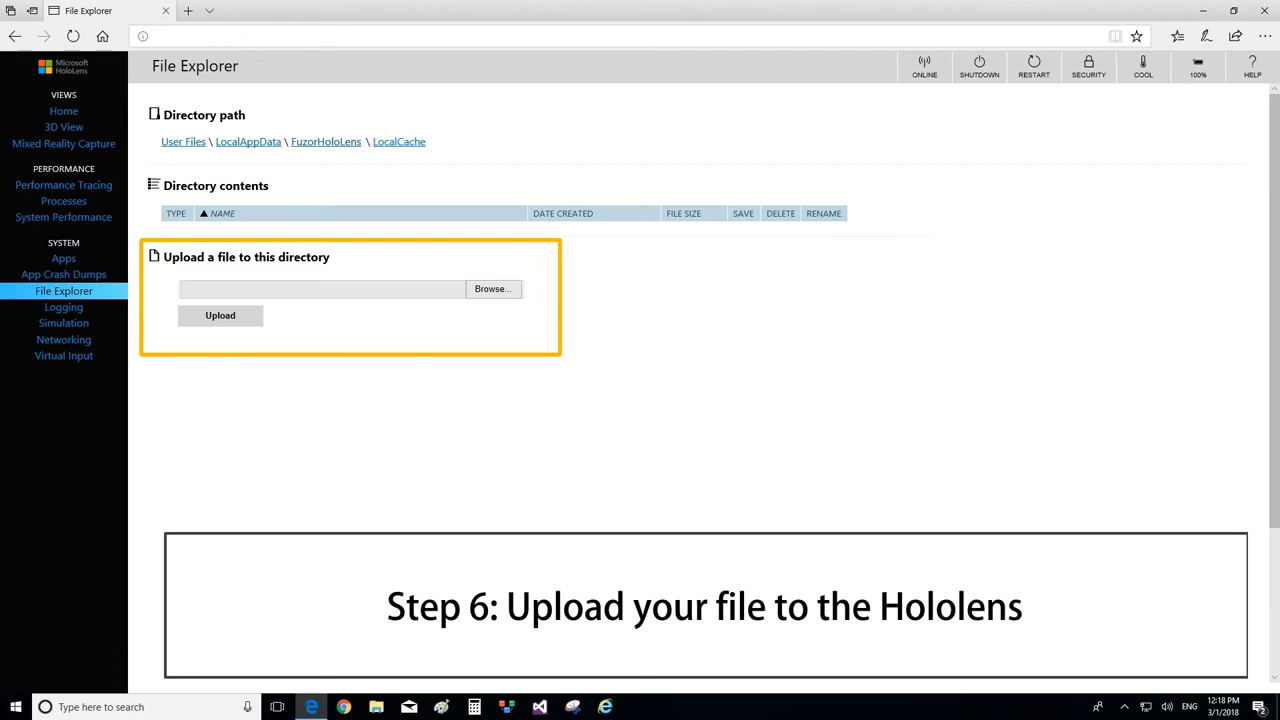 File Explorer
Microsoft
HoloLens
File Explorer
ONLINE
SHUTDOWN
RESTART
SECURITY
COOL
100%
HELP
VIEWS
Home
3D View
Mixed Reality Capture
PERFORMANCE
Performance Tracing
Processes
System Performance
SYSTEM
Apps
App Crash Dumps
File Explorer
Logging
Simulation
Networking
Virtual Input
Directory path
User Files \ LocalAppData \ FuzorHoloLens \ LocalCache
Directory contents
TYPE NAME DATE CREATED FILE SIZE SAVE DELETE RENAME
Upload a file to this directory
Browse...
Upload
Step 6: Upload your file to the Hololens
Type here to search
ENG
12:18 PM
3/1/2018
2